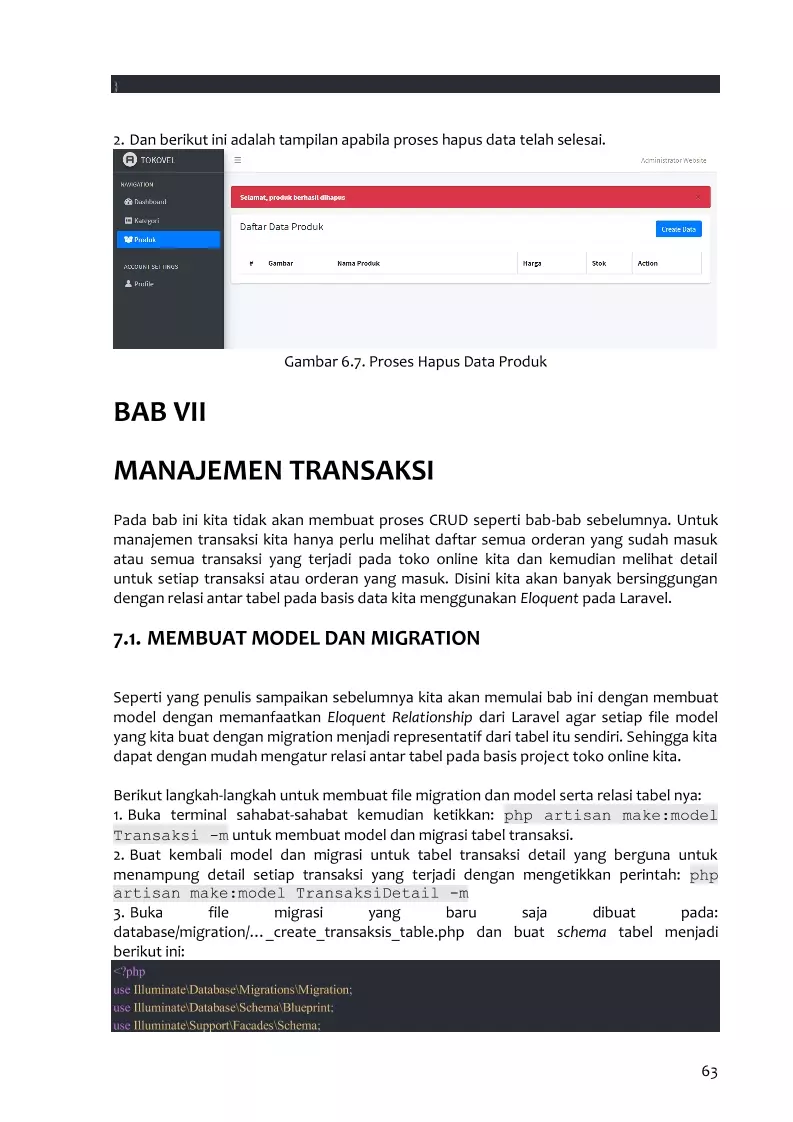 }
2. Dan berikut ini adalah tampilan apabila proses hapus data telah selesai.
TOKOVEL
Administrator Website
NAVIGATION
Dashboard
Kategori
Produk
ACCOUNT SETTINGS
Profile
Selamat, produk berhasil dihapus
×
Daftar Data Produk
Create Data
# Gambar Nama Produk Harga Stok Action
Gambar 6.7. Proses Hapus Data Produk
BAB VII
MANAJEMEN TRANSAKSI
Pada bab ini kita tidak akan membuat proses CRUD seperti bab-bab sebelumnya. Untuk
manajemen transaksi kita hanya perlu melihat daftar semua orderan yang sudah masuk
atau semua transaksi yang terjadi pada toko online kita dan kemudian melihat detail
untuk setiap transaksi atau orderan yang masuk. Disini kita akan banyak bersinggungan
dengan relasi antar tabel pada basis data kita menggunakan Eloquent pada Laravel.
7.1. MEMBUAT MODEL DAN MIGRATION
Seperti yang penulis sampaikan sebelumnya kita akan memulai bab ini dengan membuat
model dengan memanfaatkan Eloquent Relationship dari Laravel agar setiap file model
yang kita buat dengan migration menjadi representatif dari tabel itu sendiri. Sehingga kita
dapat dengan mudah mengatur relasi antar tabel pada basis project toko online kita.
Berikut langkah-langkah untuk membuat file migration dan model serta relasi tabel nya:
1. Buka terminal sahabat-sahabat kemudian ketikkan: php artisan make:model
Transaksi -m untuk membuat model dan migrasi tabel transaksi.
2. Buat kembali model dan migrasi untuk tabel transaksi detail yang berguna untuk
menampung detail setiap transaksi yang terjadi dengan mengetikkan perintah: php
artisan make:model TransaksiDetail -m
3. Buka file migrasi yang baru saja dibuat pada:
database/migration/…_create_transaksis_table.php dan buat schema tabel menjadi
berikut ini:
<?php
use Illuminate\Database\Migrations\Migration;
use Illuminate\Database\Schema\Blueprint;
use Illuminate\Support\Facades\Schema;
63